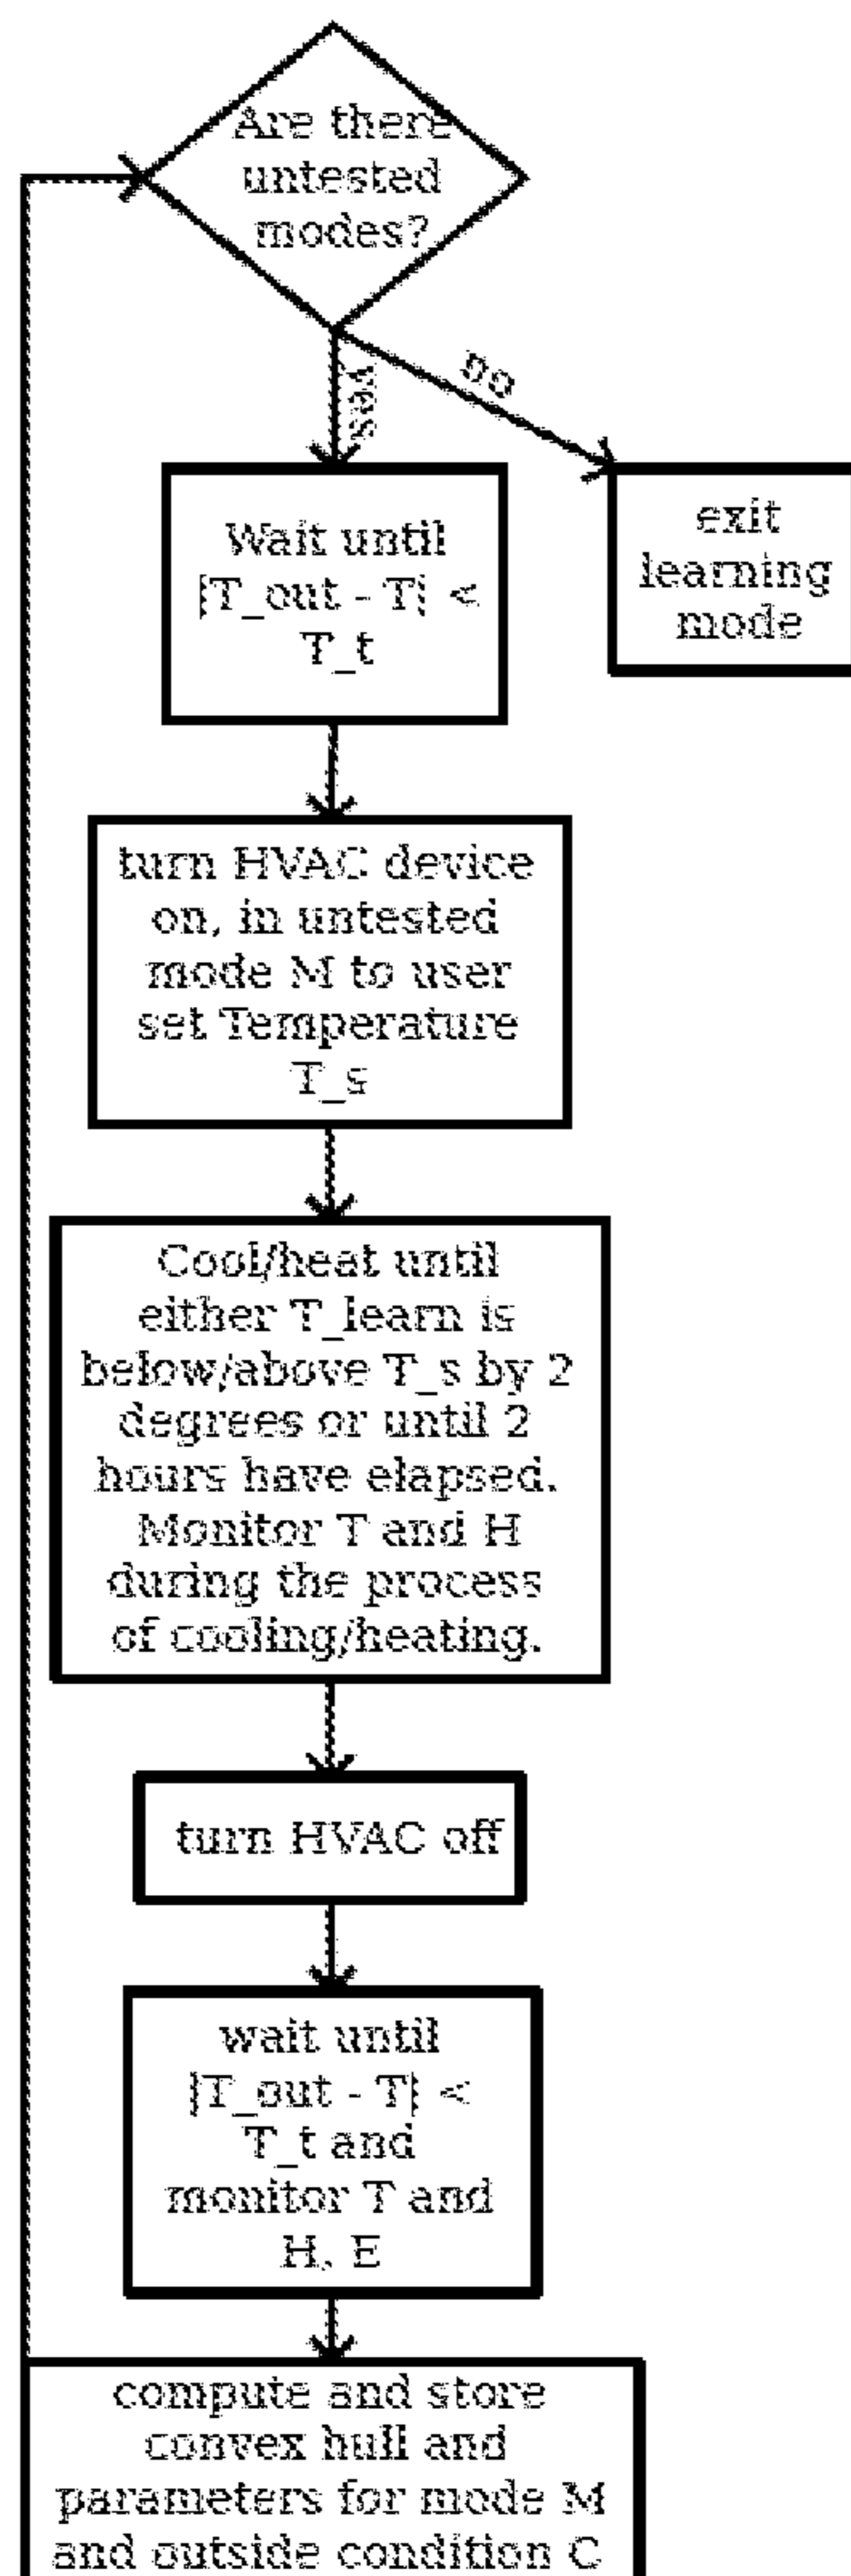 Are there
untested
modes?
yes
no
Wait until
|T_out - T| <
T_t
exit
learning
mode
turn HVAC device
on, in untested
mode M to user
set Temperature
T_s
Cool/heat until
either T_learn is
below/above T_s by 2
degrees or until 2
hours have elapsed.
Monitor T and H
during the process
of cooling/heating.
turn HVAC off
wait until
|T_out - T| <
T_t and
monitor T and
H, E
compute and store
convex hull and
parameters for mode M
and outside condition C